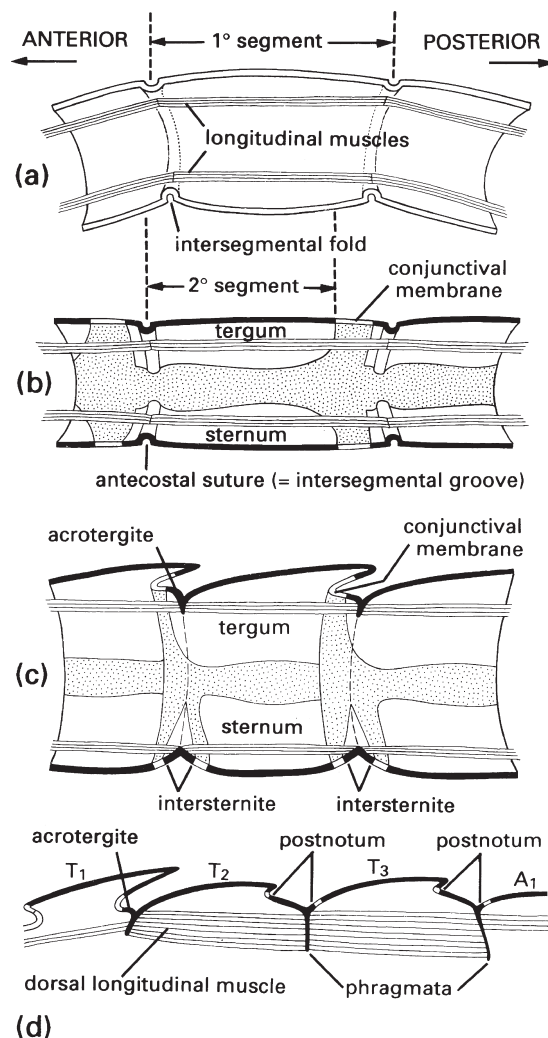 ANTERIOR
1° segment
POSTERIOR
longitudinal muscles
(a)
intersegmental fold
conjunctival
membrane
2° segment
tergum
(b)
sternum
antecostal suture (= intersegmental groove)
acrotergite
conjunctival
membrane
tergum
(c)
sternum
intersternite
intersternite
acrotergite
postnotum
postnotum
T1
T2
T3
A1
dorsal longitudinal muscle
phragmata
(d)